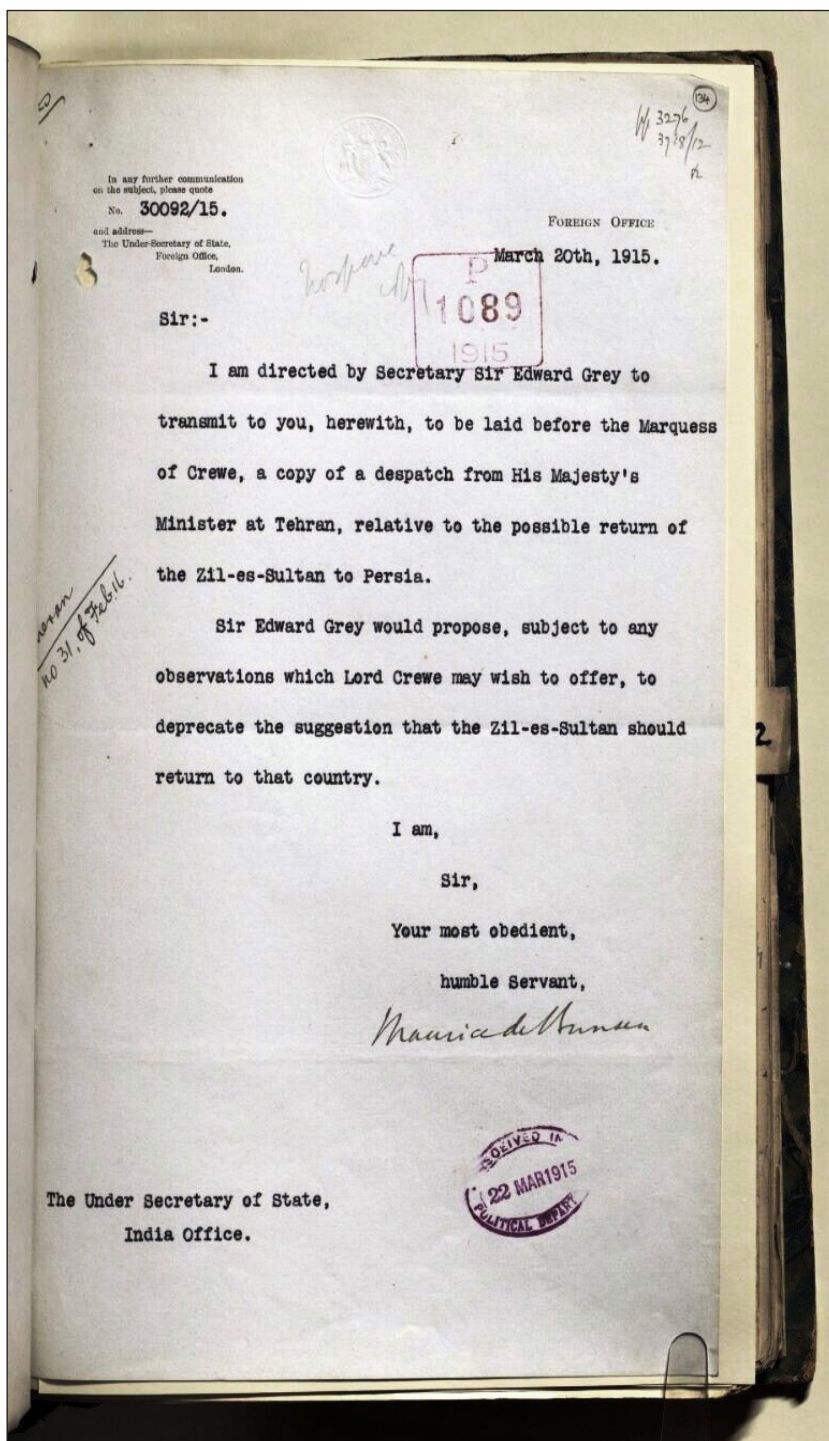 134
3276
In any further communication
on the subject, please quote
No. 30092/15.
and address—
The Under-Secretary of State,
Foreign Office,
London.
FOREIGN OFFICE
March 20th, 1915.
P
1089
1915
Sir:-
I am directed by Secretary Sir Edward Grey to
transmit to you, herewith, to be laid before the Marquess
of Crewe, a copy of a despatch from His Majesty's
Minister at Tehran, relative to the possible return of
the Zil-es-Sultan to Persia.
no 31, of Feb. 16.
Sir Edward Grey would propose, subject to any
observations which Lord Crewe may wish to offer, to
deprecate the suggestion that the Zil-es-Sultan should
return to that country.
I am,
Sir,
Your most obedient,
humble Servant,
Maurice de Bunsen
RECEIVED IN
22 MAR 1915
POLITICAL DEPART
The Under Secretary of State,
India Office.
2